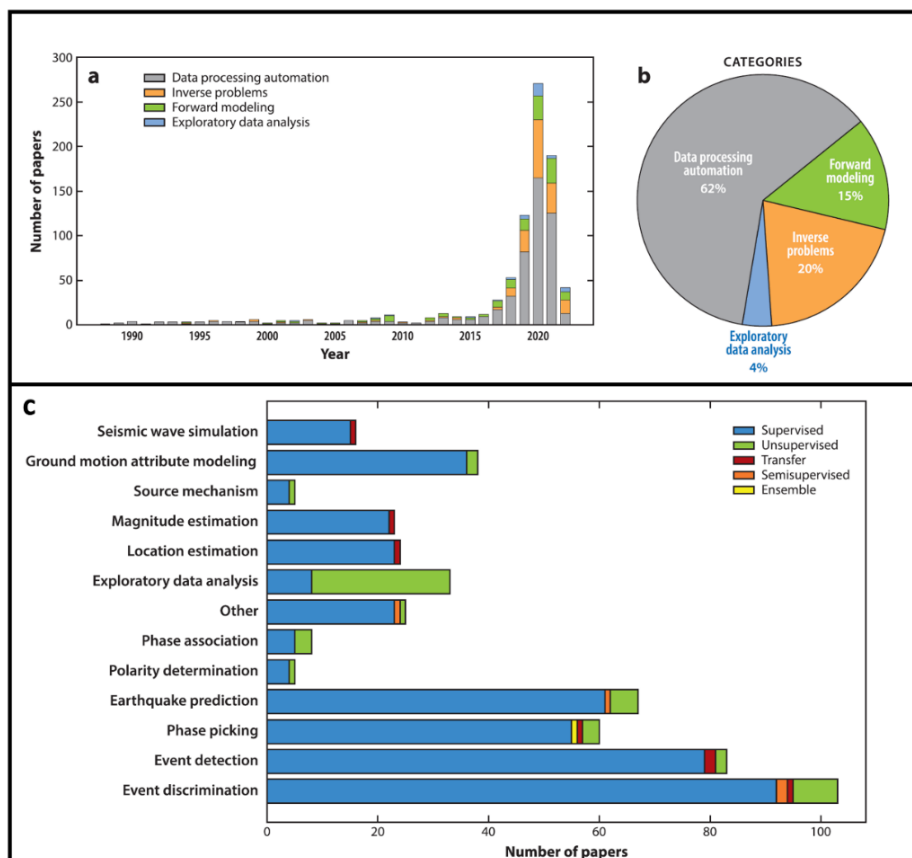 a
Data processing automation
Inverse problems
Forward modeling
Exploratory data analysis
Number of papers
300
250
200
150
100
50
0
1990
1995
2000
2005
2010
2015
2020
Year
b
CATEGORIES
Data processing
automation
62%
Forward
modeling
15%
Inverse
problems
20%
Exploratory
data analysis
4%
c
Supervised
Unsupervised
Transfer
Semisupervised
Ensemble
Seismic wave simulation
Ground motion attribute modeling
Source mechanism
Magnitude estimation
Location estimation
Exploratory data analysis
Other
Phase association
Polarity determination
Earthquake prediction
Phase picking
Event detection
Event discrimination
0
20
40
60
80
100
Number of papers